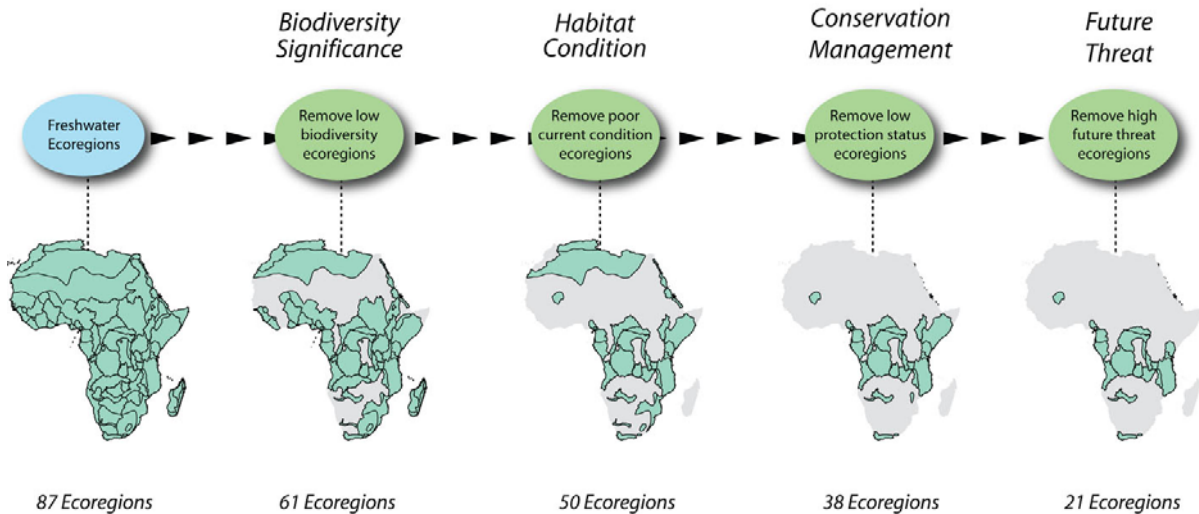 Biodiversity
Significance
Habitat
Condition
Conservation
Management
Future
Threat
Freshwater
Ecoregions
Remove low
biodiversity
ecoregions
Remove poor
current condition
ecoregions
Remove low
protection status
ecoregions
Remove high
future threat
ecoregions
87 Ecoregions
61 Ecoregions
50 Ecoregions
38 Ecoregions
21 Ecoregions